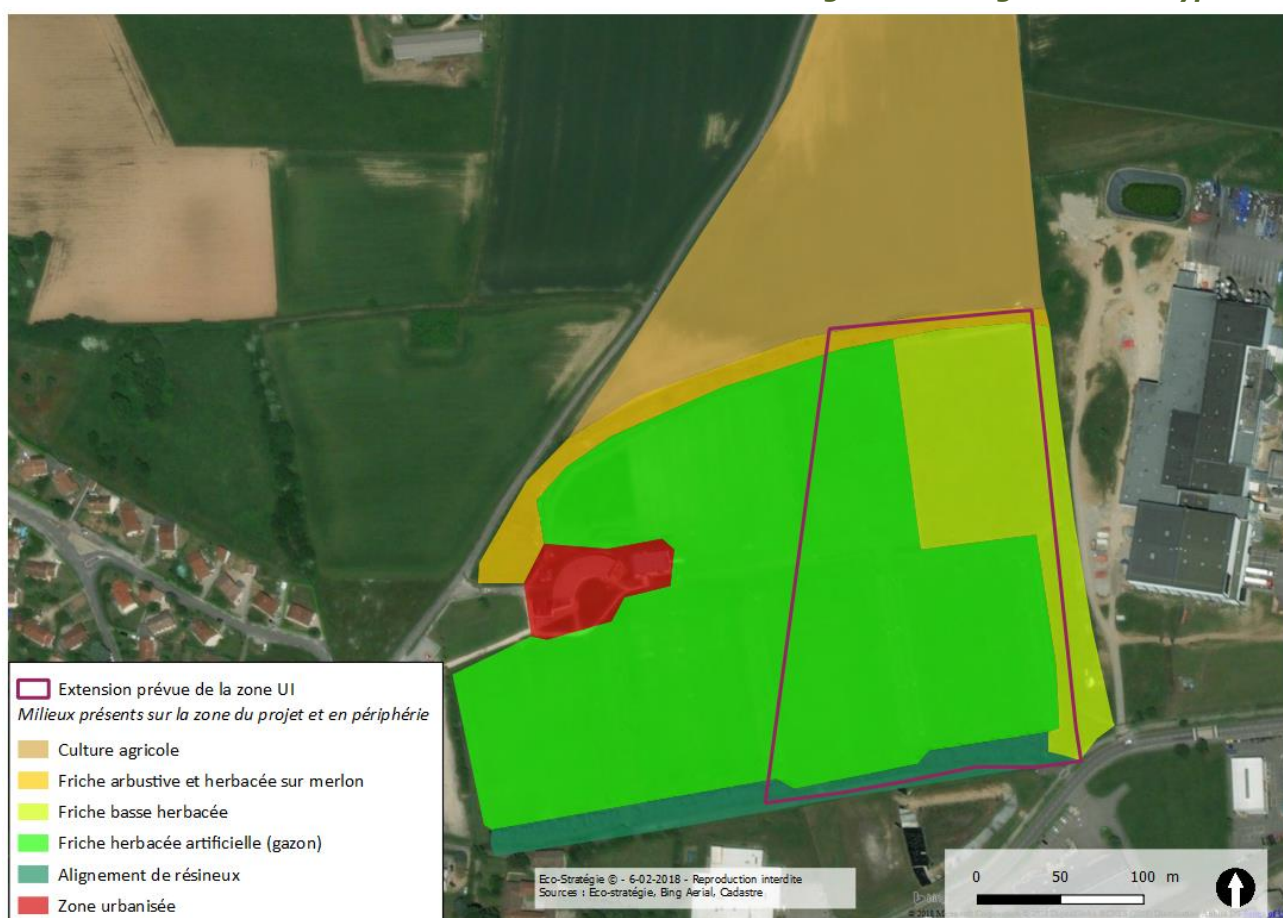 Extension prévue de la zone UI
Milieux présents sur la zone du projet et en périphérie
Culture agricole
Friche arbustive et herbacée sur merlon
Friche basse herbacée
Friche herbacée artificielle (gazon)
Alignement de résineux
Zone urbanisée
Eco-Stratégie © - 6-02-2018 - Reproduction interdite
Sources : Eco-stratégie, Bing Aerial, Cadastre
0 50 100 m